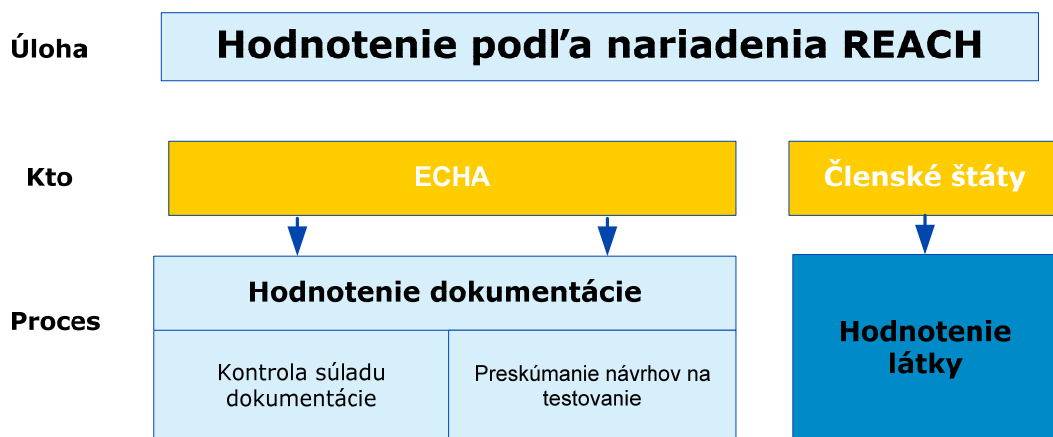 Úloha
Hodnotenie podľa nariadenia REACH
Kto
ECHA
Členské štáty
Proces
Hodnotenie dokumentácie
Kontrola súladu
dokumentácie
Preskúmanie návrhov na
testovanie
Hodnotenie
látky